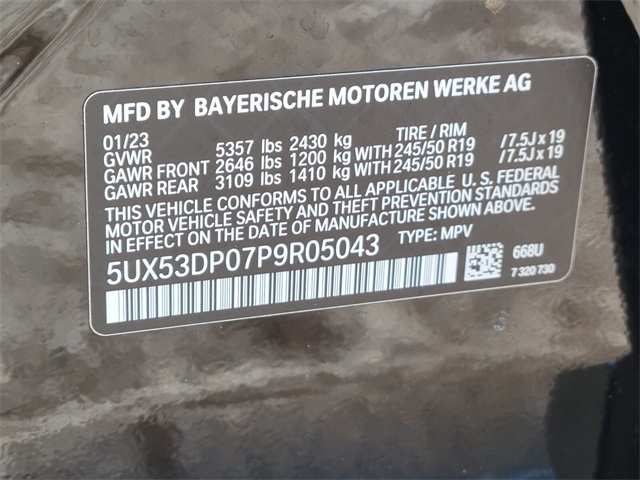 MFD BY BAYERISCHE MOTOREN WERKE AG
01/23 TIRE / RIM
GVWR 5357 lbs 2430 kg
GAWR FRONT 2646 lbs 1200 kg WITH 245/50 R19 / 7.5J x 19
GAWR REAR 3109 lbs 1410 kg WITH 245/50 R19 / 7.5J x 19
THIS VEHICLE CONFORMS TO ALL APPLICABLE U. S. FEDERAL
MOTOR VEHICLE SAFETY AND THEFT PREVENTION STANDARDS
IN EFFECT ON THE DATE OF MANUFACTURE SHOWN ABOVE.
5UX53DP07P9R05043 TYPE: MPV
668U
7 320 730